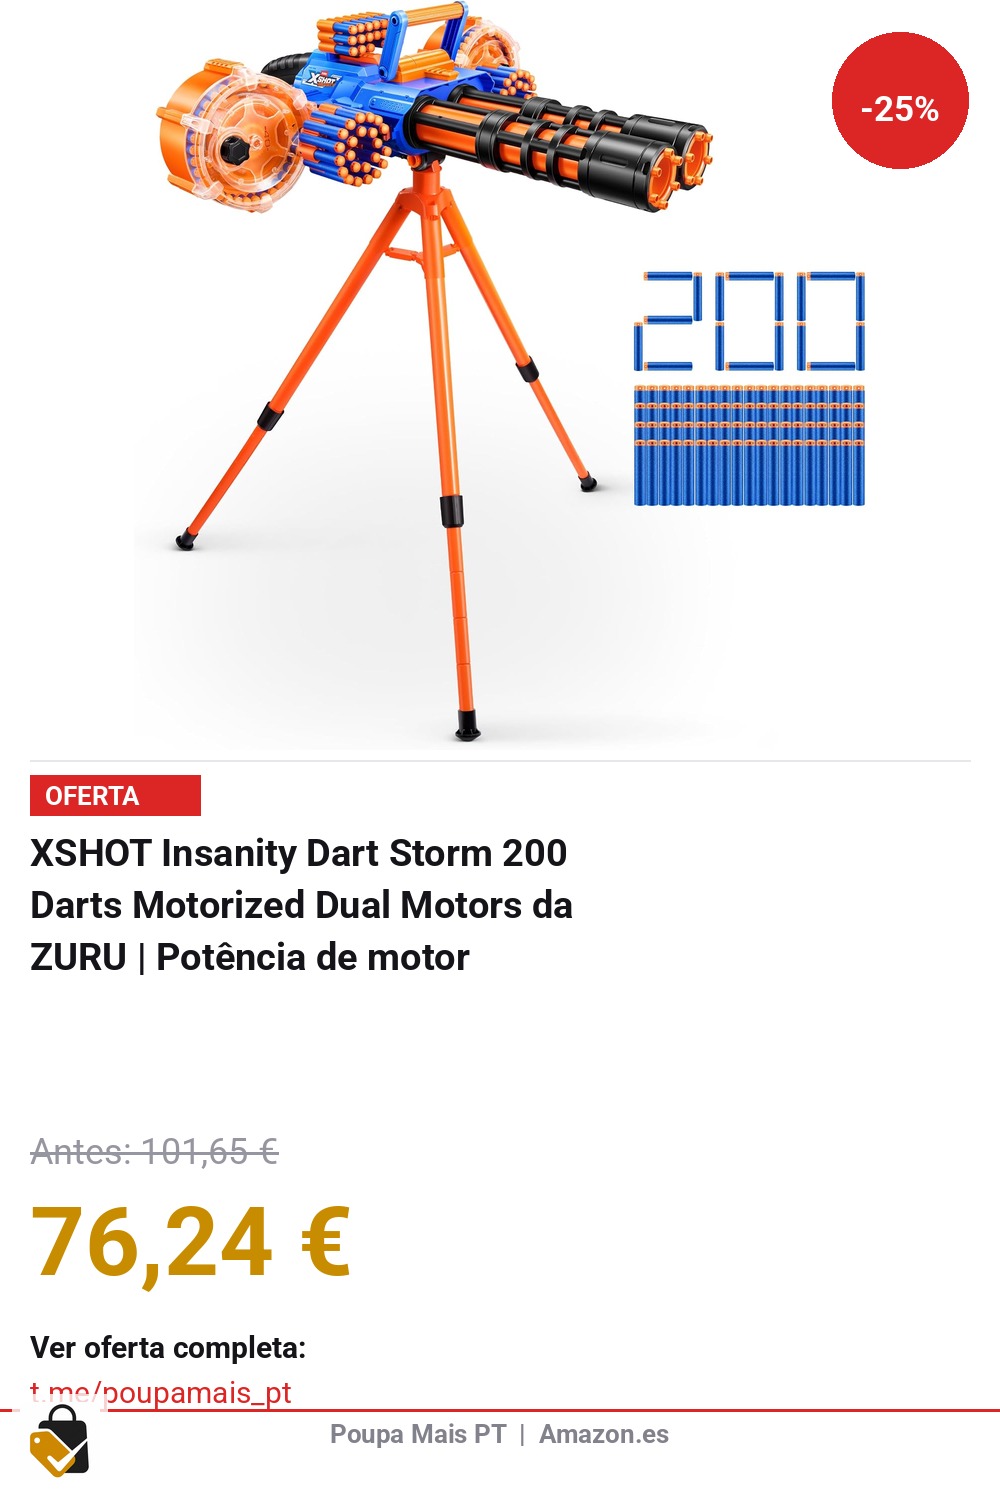 XSHOT
-25%
200
OFERTA
XSHOT Insanity Dart Storm 200
Darts Motorized Dual Motors da
ZURU | Potência de motor
Antes: 101,65 €
76,24 €
Ver oferta completa:
t.me/poupamais_pt
Poupa Mais PT | Amazon.es